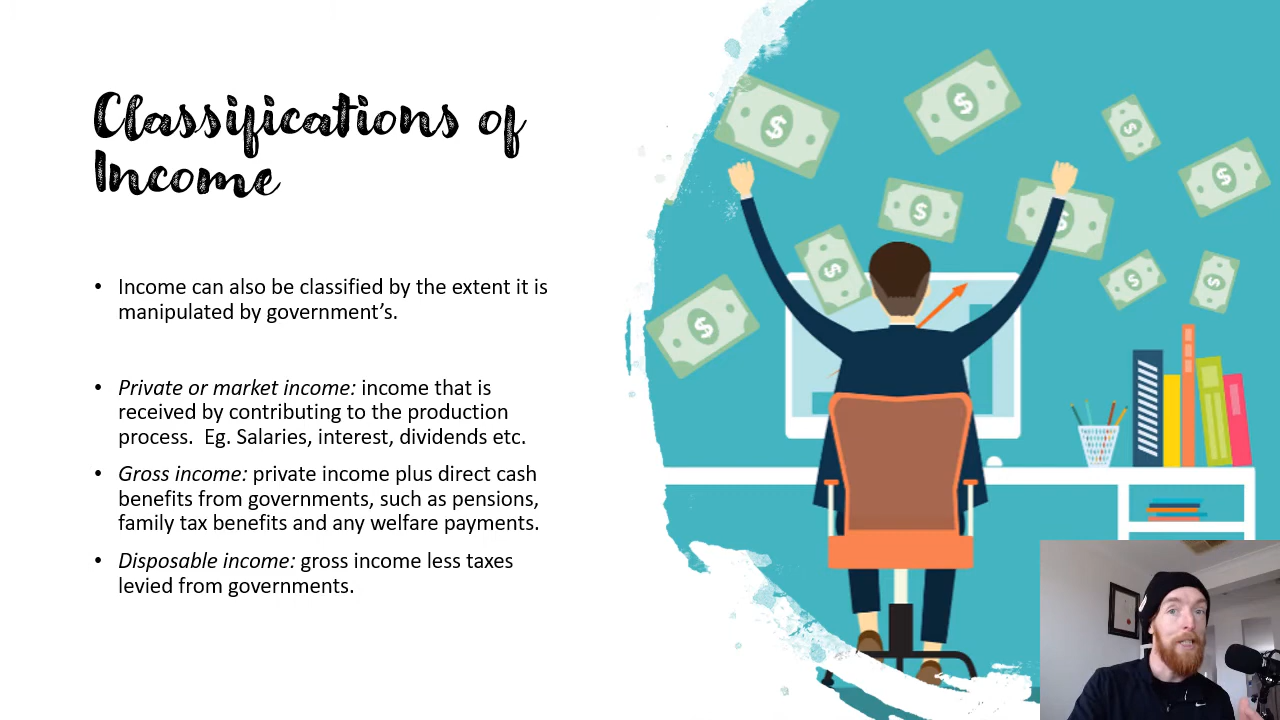 Classifications of
Income
• Income can also be classified by the extent it is
manipulated by government’s.
• Private or market income: income that is
received by contributing to the production
process.  Eg. Salaries, interest, dividends etc.
• Gross income: private income plus direct cash
benefits from governments, such as pensions,
family tax benefits and any welfare payments.
• Disposable income: gross income less taxes
levied from governments.
$
$
$
$
$
$
$
$
$
$